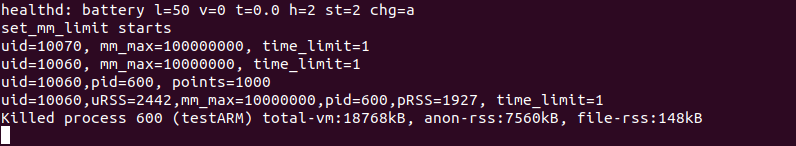 healthd: battery l=50 v=0 t=0.0 h=2 st=2 chg=a
set_mm_limit starts
uid=10070, mm_max=100000000, time_limit=1
uid=10060, mm_max=10000000, time_limit=1
uid=10060,pid=600, points=1000
uid=10060,uRSS=2442,mm_max=10000000,pid=600,pRSS=1927, time_limit=1
Killed process 600 (testARM) total-vm:18768kB, anon-rss:7560kB, file-rss:148kB